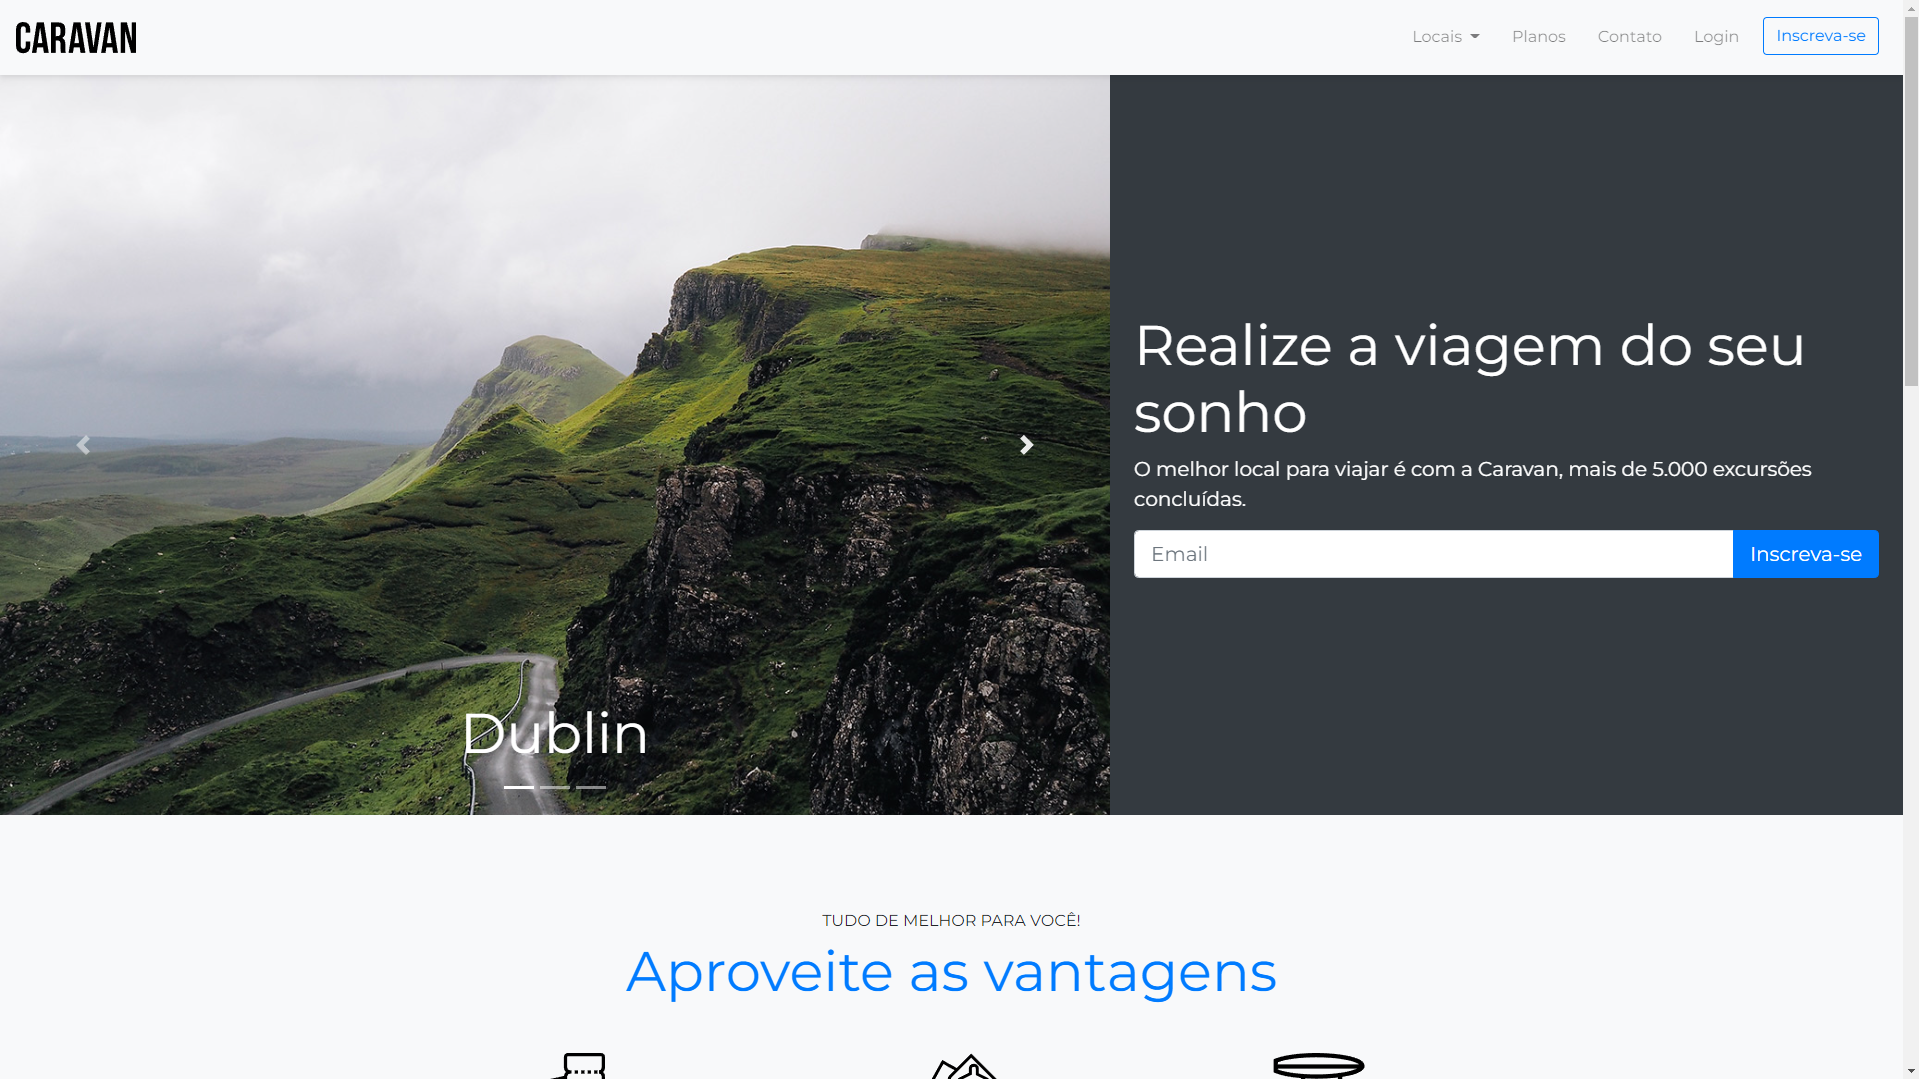 CARAVAN
Locais
Planos
Contato
Login
Inscreva-se
Dublin
Realize a viagem do seu
sonho
O melhor local para viajar é com a Caravan, mais de 5.000 excursões
concluídas.
Email
Inscreva-se
TUDO DE MELHOR PARA VOCÊ!
Aproveite as vantagens